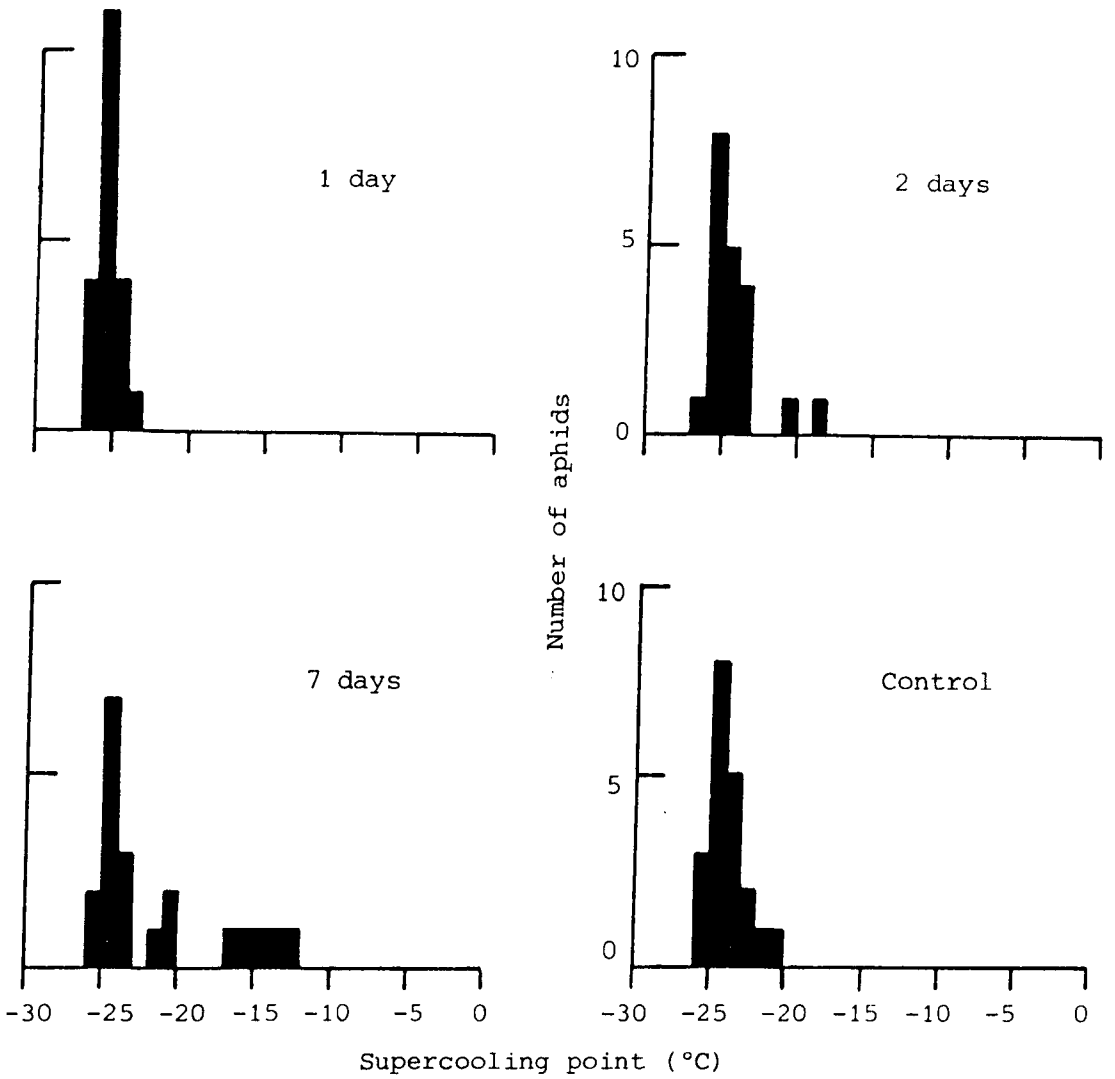 1 day
10
5
0
2 days
Number of aphids
7 days
-30 -25 -20 -15 -10 -5 0
10
5
0
Control
-30 -25 -20 -15 -10 -5 0
Supercooling point (°C)